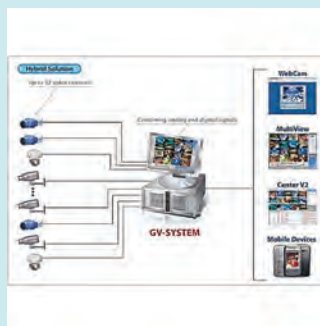 Hybrid Solution
Up to 32 video channels
Combining analog and digital signals
GV-SYSTEM
WebCam
MultiView
Center V2
Mobile Devices